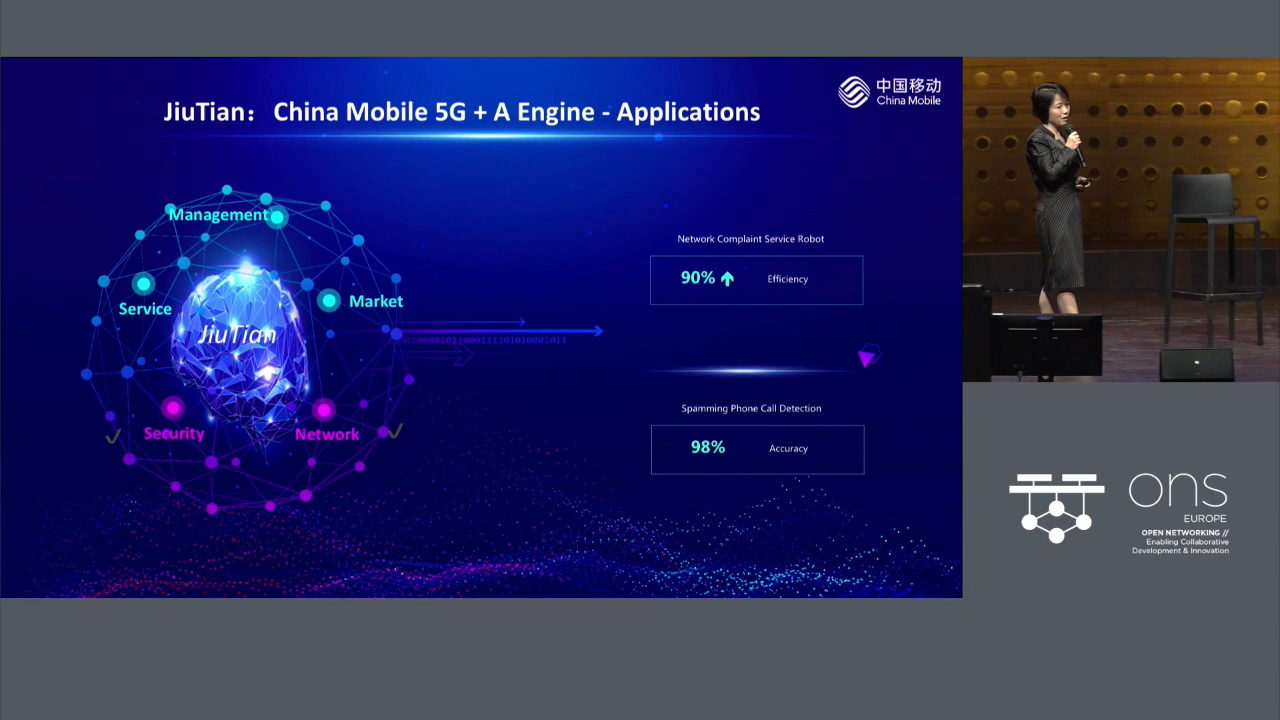 JiuTian： China Mobile 5G + A Engine - Applications
中国移动
China Mobile
Management
Service
Market
JiuTian
Security
Network
Network Complaint Service Robot
90% Efficiency
Spamming Phone Call Detection
98% Accuracy
ons
EUROPE
OPEN NETWORKING //
Enabling Collaborative
Development & Innovation